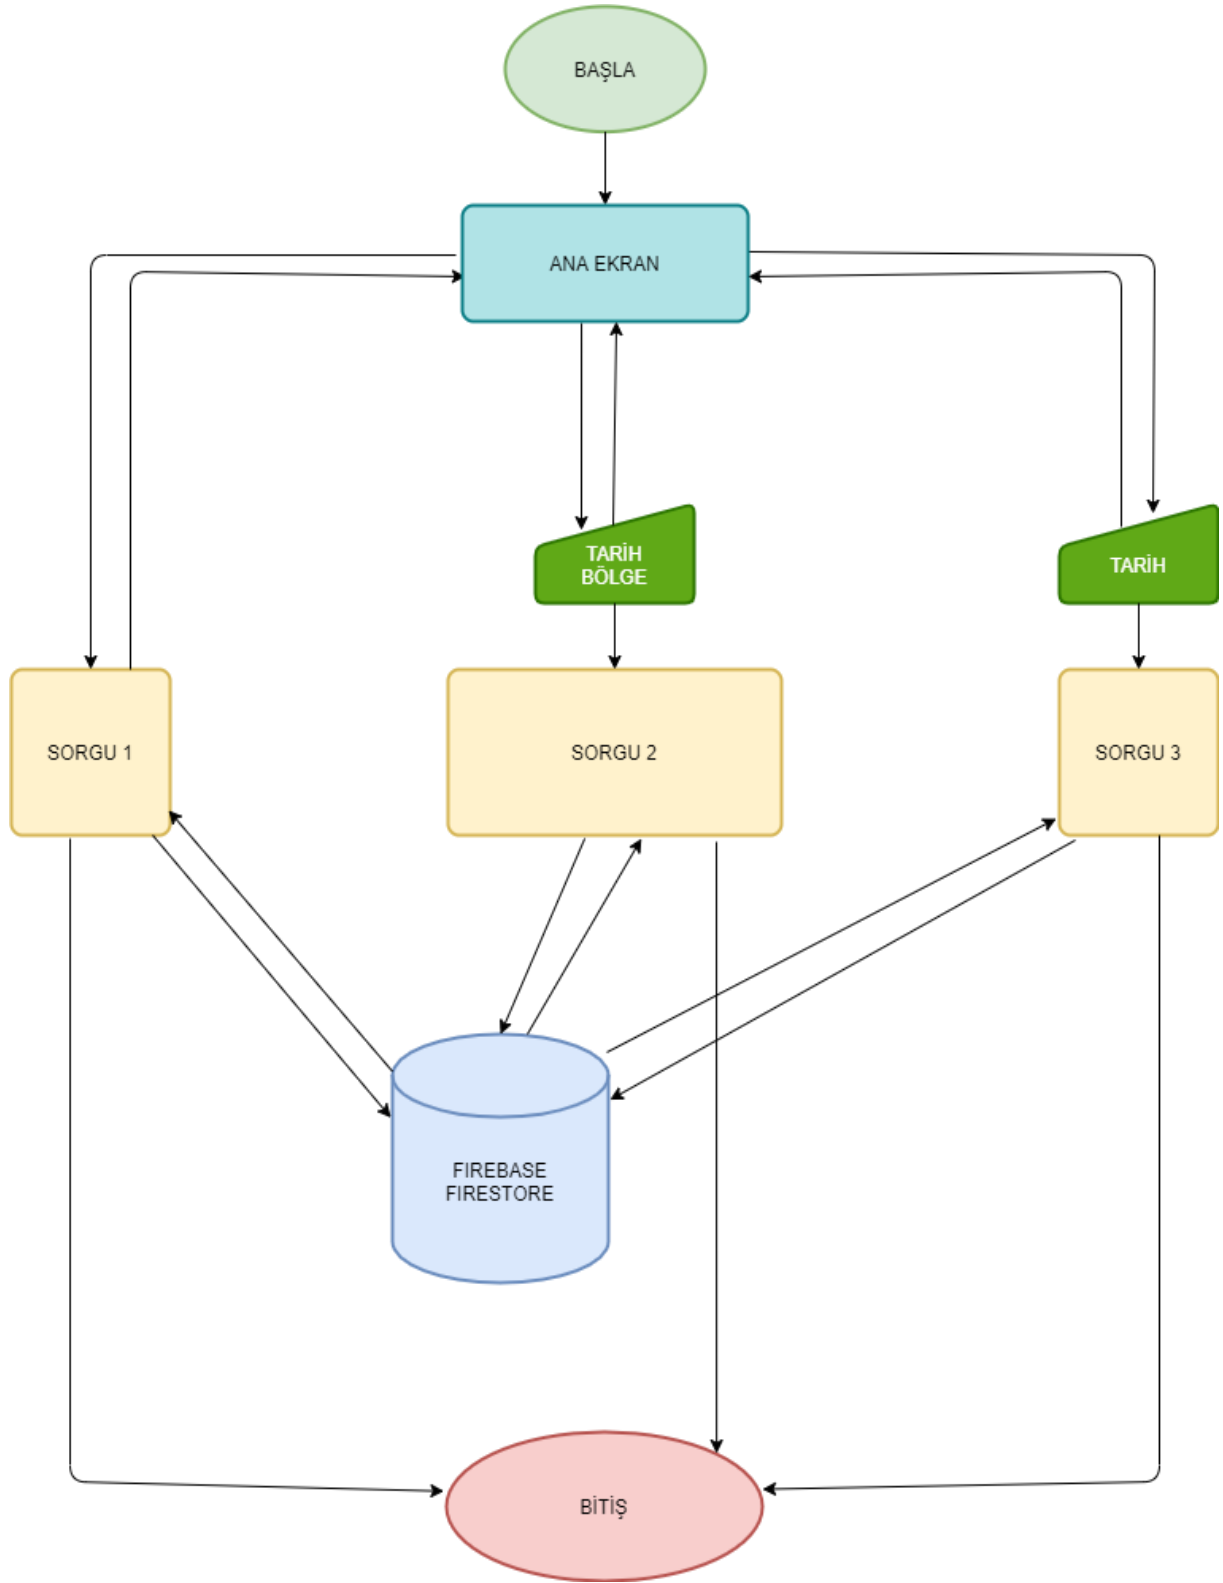 BAŞLA
ANA EKRAN
TARİH
BÖLGE
TARİH
SORGU 1
SORGU 2
SORGU 3
FIREBASE
FIRESTORE
BİTİŞ